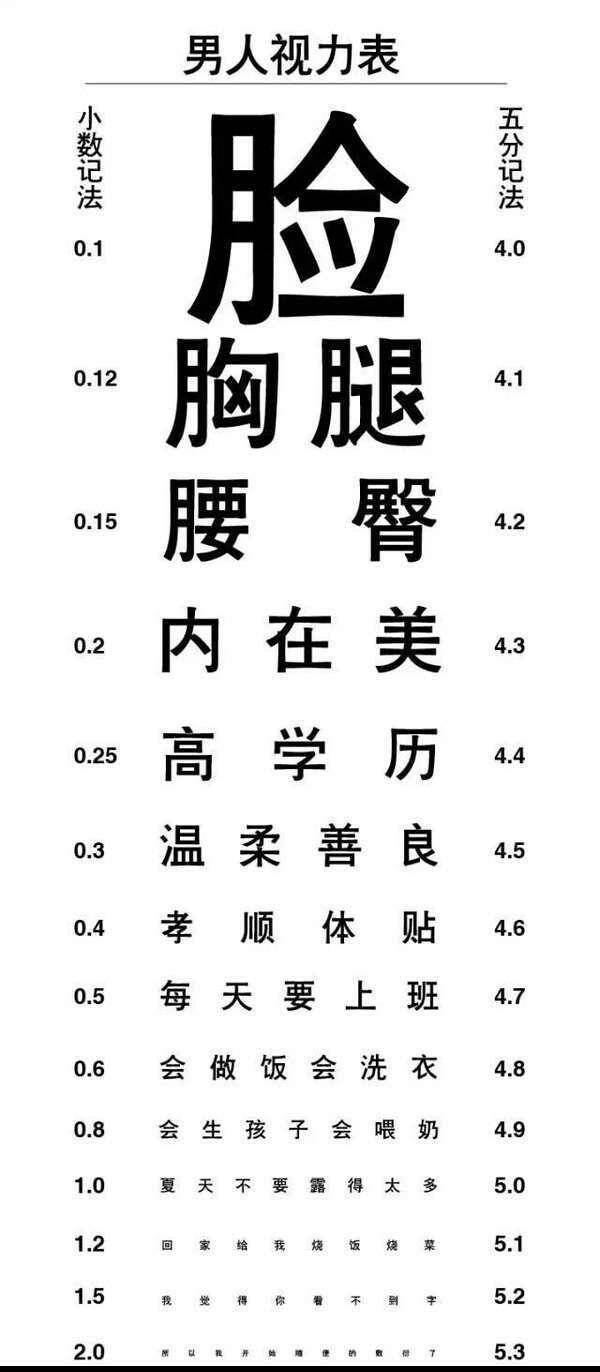 男人视力表
小数记法 五分记法
0.1 脸 4.0
0.12 胸 腿 4.1
0.15 腰 臀 4.2
0.2 内 在 美 4.3
0.25 高 学 历 4.4
0.3 温 柔 善 良 4.5
0.4 孝 顺 体 贴 4.6
0.5 每 天 要 上 班 4.7
0.6 会 做 饭 会 洗 衣 4.8
0.8 会 生 孩 子 会 喂 奶 4.9
1.0 夏 天 不 要 露 得 太 多 5.0
1.2 回 家 给 我 烧 饭 烧 菜 5.1
1.5 我 觉 得 你 看 不 到 字 5.2
2.0 所 以 我 开 始 随 便 的 敷 衍 了 5.3